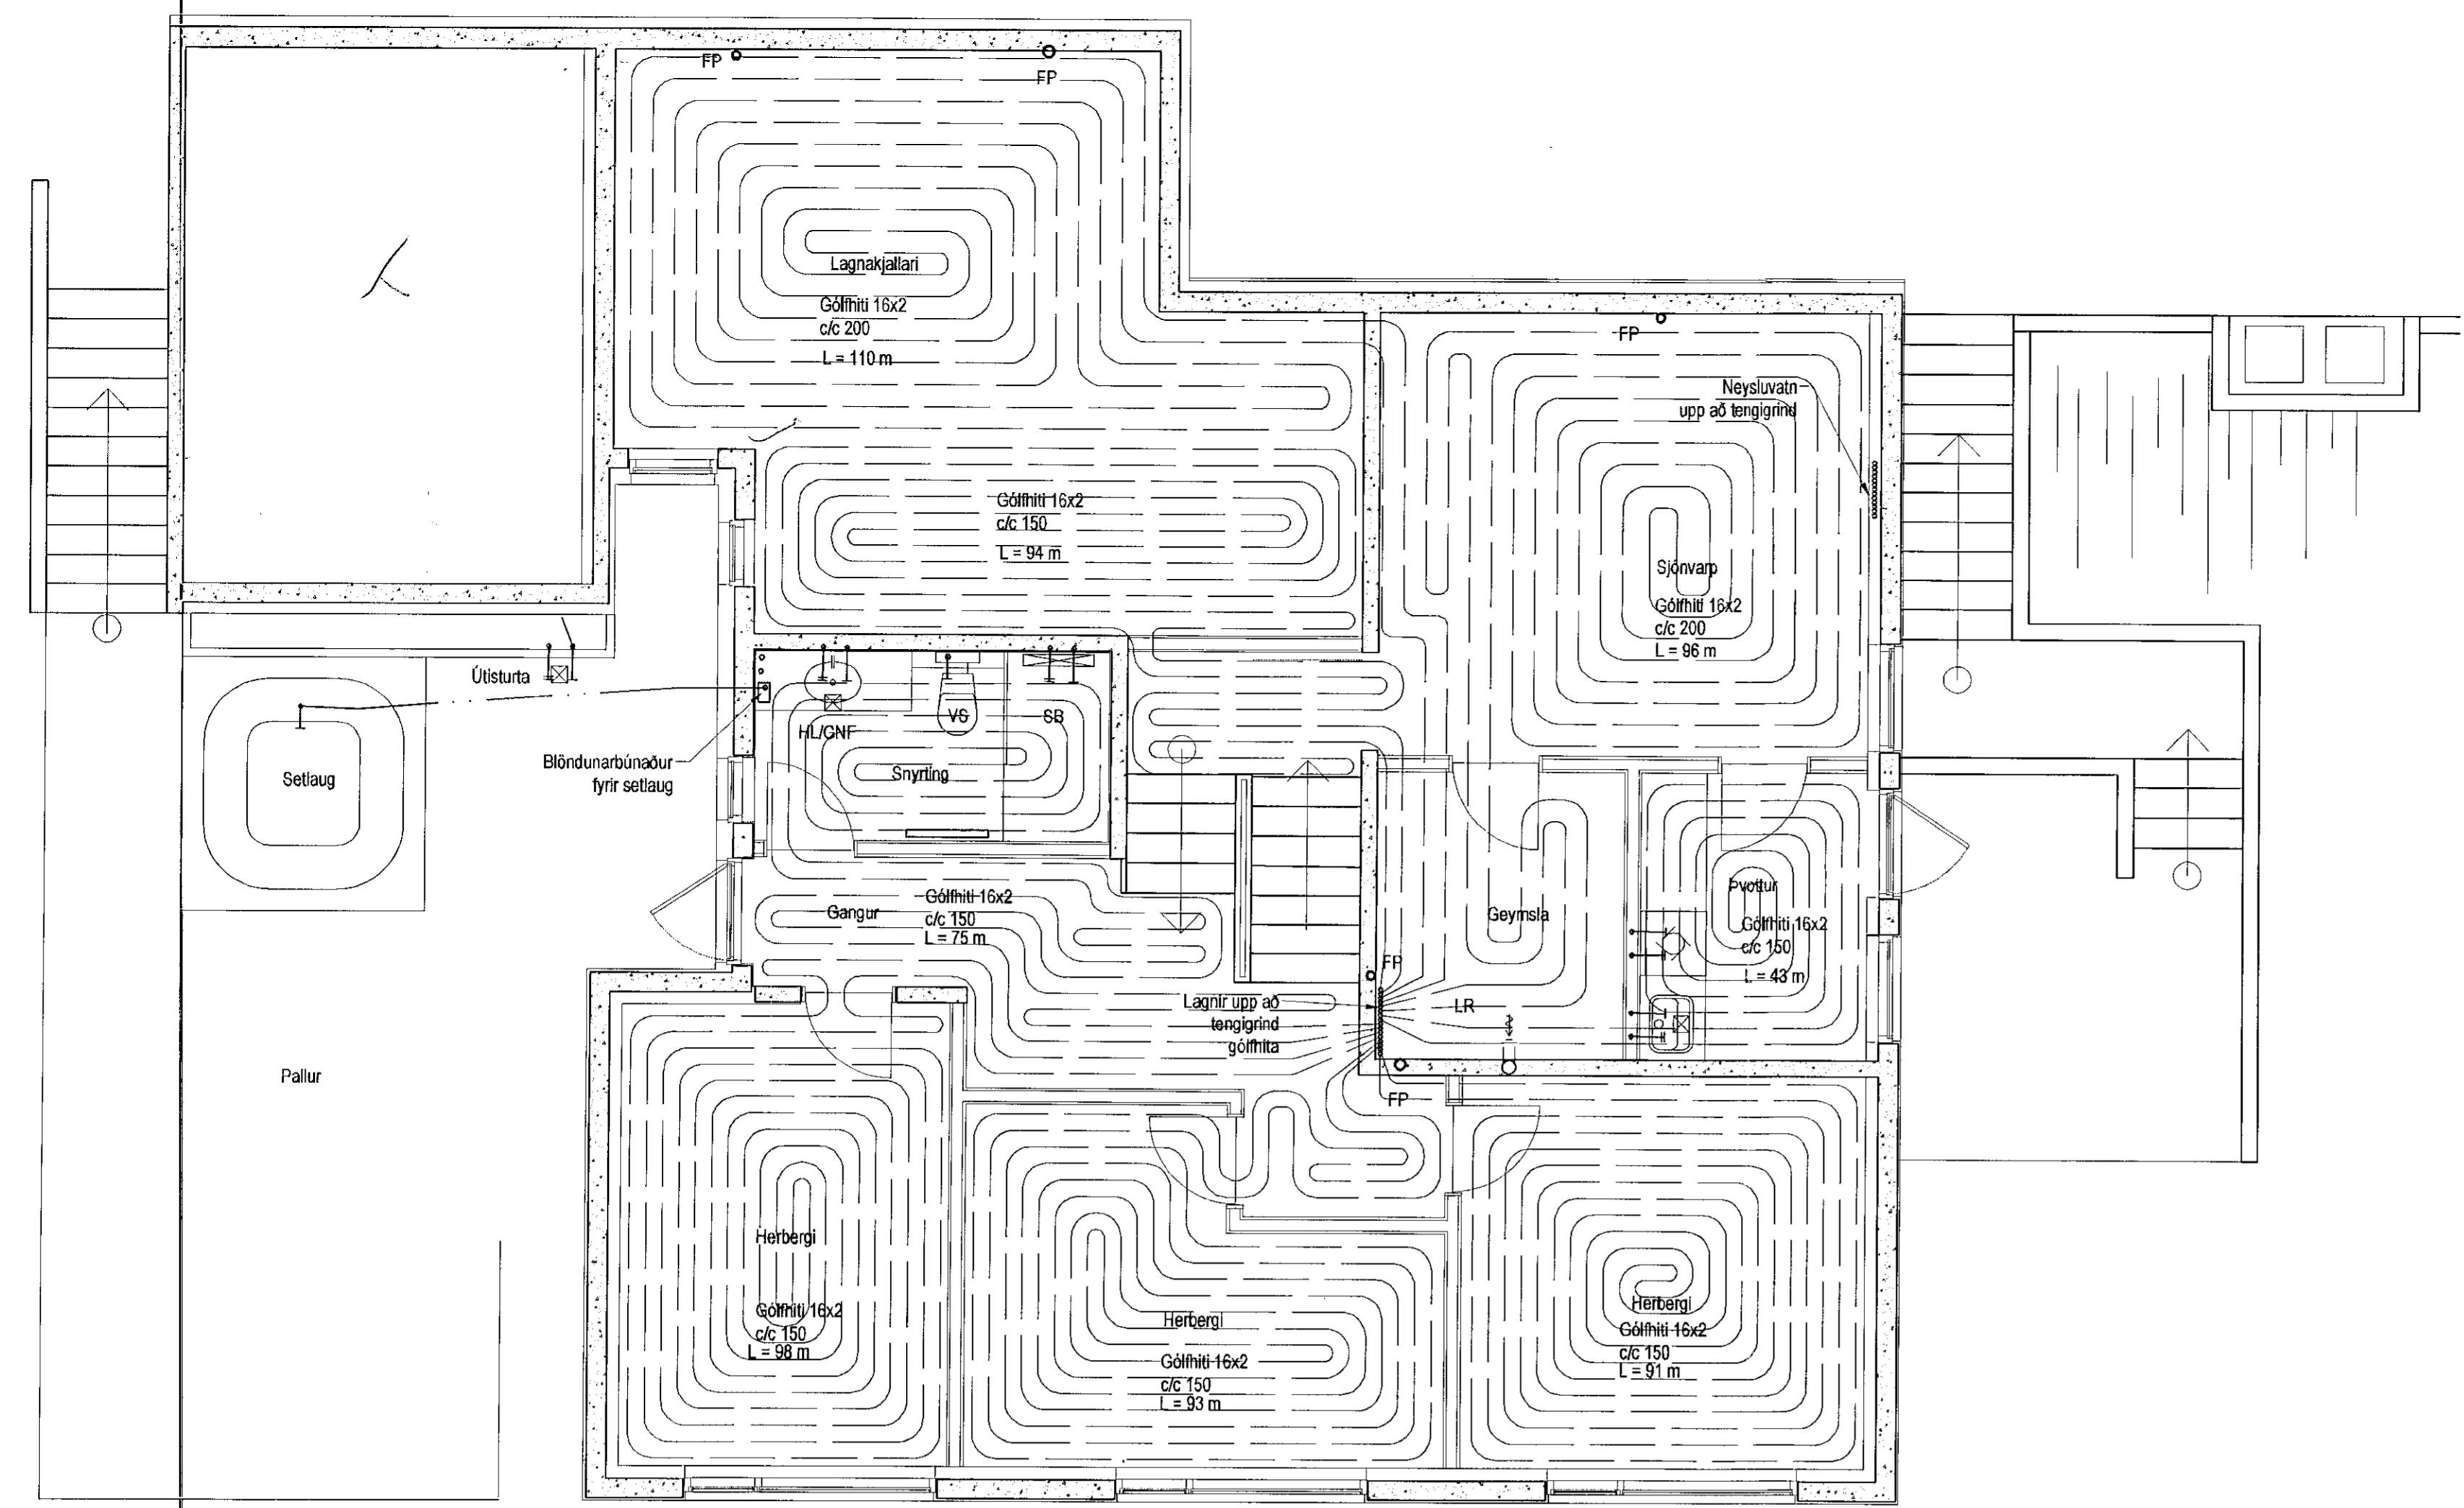 FP
FP
Lagnakjallari
Gólfhiti 16x2
c/c 200
L = 110 m
FP
Neysluvatn
upp að tengigrind
Gólfhiti 16x2
c/c 150
L = 94 m
Sjónvarp
Gólfhiti 16x2
c/c 200
L = 96 m
Útisturta
HL/GNF
VS
SB
Blöndunarbúnaður
fyrir setlaug
Snyrting
Setlaug
Gangur
Gólfhiti 16x2
c/c 150
L = 75 m
Geymsla
Þvottur
Gólfhiti 16x2
c/c 150
L = 43 m
FP
Lagnir upp að
tengigrind
gólfhita
LR
Pallur
FP
Herbergi
Gólfhiti 16x2
c/c 150
L = 98 m
Herbergi
Gólfhiti 16x2
c/c 150
L = 93 m
Herbergi
Gólfhiti 16x2
c/c 150
L = 91 m